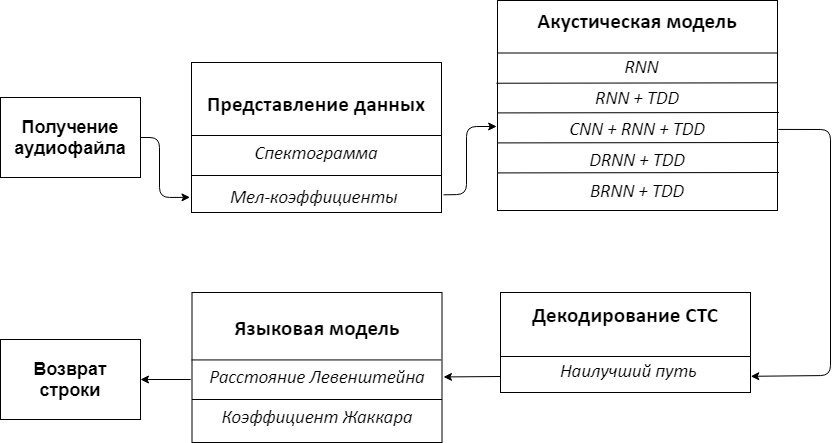 Получение
аудиофайла
Представление данных
Спектограмма
Мел-коэффициенты
Акустическая модель
RNN
RNN + TDD
CNN + RNN + TDD
DRNN + TDD
BRNN + TDD
Декодирование CTC
Наилучший путь
Языковая модель
Расстояние Левенштейна
Коэффициент Жаккара
Возврат
строки